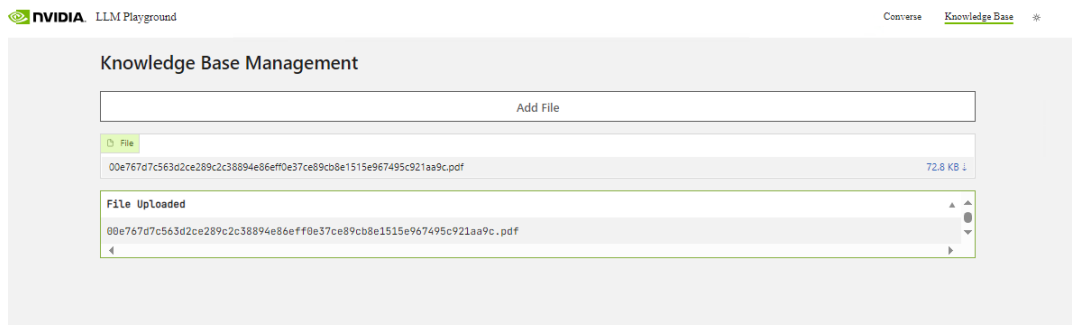 NVIDIA. LLM Playground Converse Knowledge Base
Knowledge Base Management
Add File
File
00e767d7c563d2ce289c2c38894e86eff0e37ce89cb8e1515e967495c921aa9c.pdf 72.8 KB ↓
File Uploaded
00e767d7c563d2ce289c2c38894e86eff0e37ce89cb8e1515e967495c921aa9c.pdf